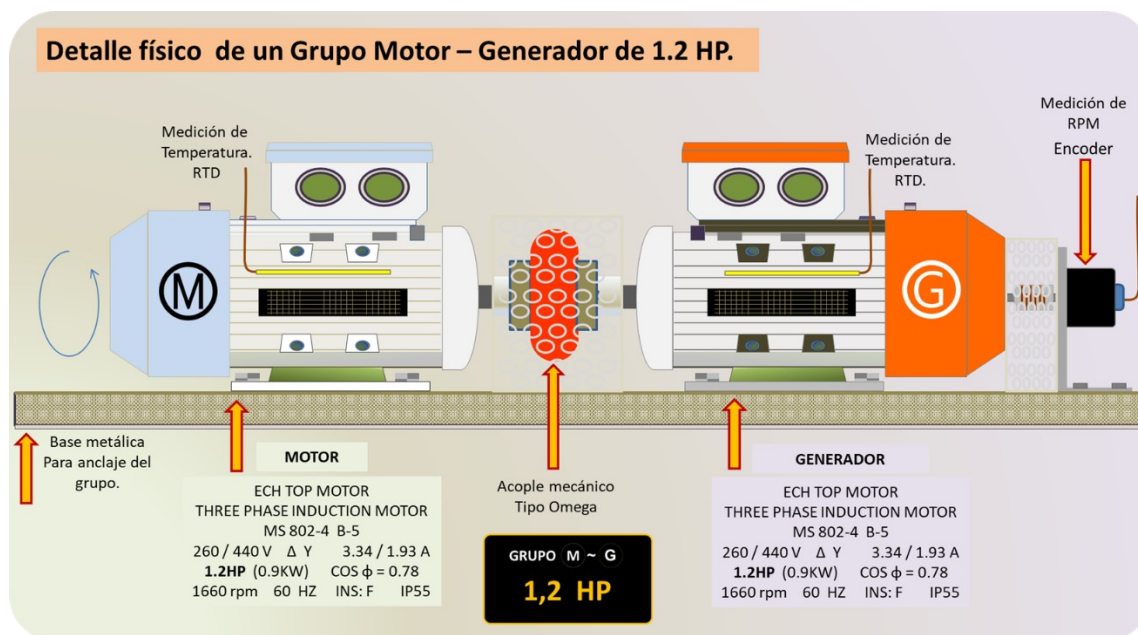 Detalle físico de un Grupo Motor – Generador de 1.2 HP.
Medición de
Temperatura.
RTD
Medición de
Temperatura.
RTD.
Medición de
RPM
Encoder
M
G
Base metálica
Para anclaje del
grupo.
MOTOR
ECH TOP MOTOR
THREE PHASE INDUCTION MOTOR
MS 802-4 B-5
260 / 440 V Δ Y 3.34 / 1.93 A
1.2HP (0.9KW) COS ϕ = 0.78
1660 rpm 60 HZ INS: F IP55
Acople mecánico
Tipo Omega
GRUPO M ~ G
1,2 HP
GENERADOR
ECH TOP MOTOR
THREE PHASE INDUCTION MOTOR
MS 802-4 B-5
260 / 440 V Δ Y 3.34 / 1.93 A
1.2HP (0.9KW) COS ϕ = 0.78
1660 rpm 60 HZ INS: F IP55